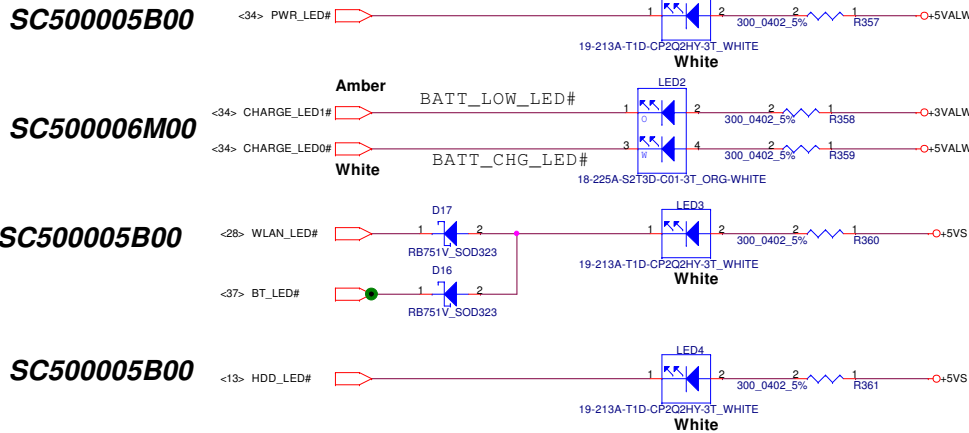 SC500005B00
<34> PWR_LED#
1
2
300_0402_5%
2
1
R357
+5VALW
19-213A-T1D-CP2Q2HY-3T_WHITE
White
SC500006M00
Amber
<34> CHARGE_LED1#
BATT_LOW_LED#
LED2
1
O
2
300_0402_5%
2
1
R358
+3VALW
<34> CHARGE_LED0#
White
BATT_CHG_LED#
3
W
4
300_0402_5%
2
1
R359
+5VALW
18-225A-S2T3D-C01-3T_ORG-WHITE
SC500005B00
<28> WLAN_LED#
D17
1
2
RB751V_SOD323
LED3
1
2
300_0402_5%
2
1
R360
+5VS
19-213A-T1D-CP2Q2HY-3T_WHITE
White
<37> BT_LED#
D16
1
2
RB751V_SOD323
SC500005B00
<13> HDD_LED#
LED4
1
2
300_0402_5%
2
1
R361
+5VS
19-213A-T1D-CP2Q2HY-3T_WHITE
White